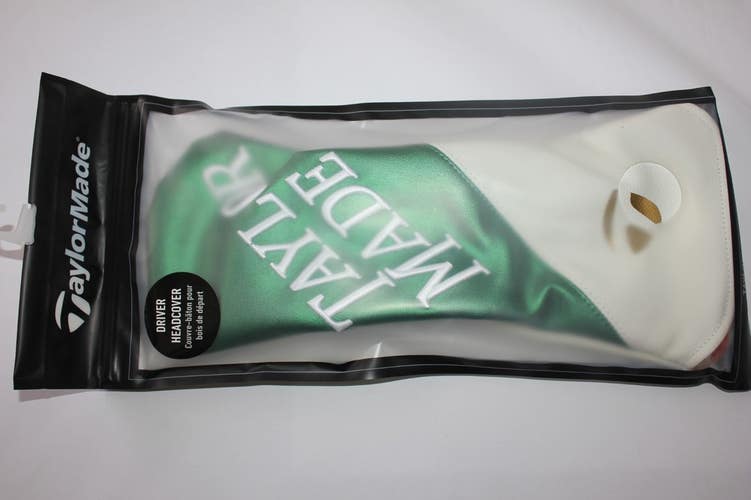 TaylorMade®
DRIVER
HEADCOVER
Couvre-bâton pour
bois de départ
TAYLOR
MADE